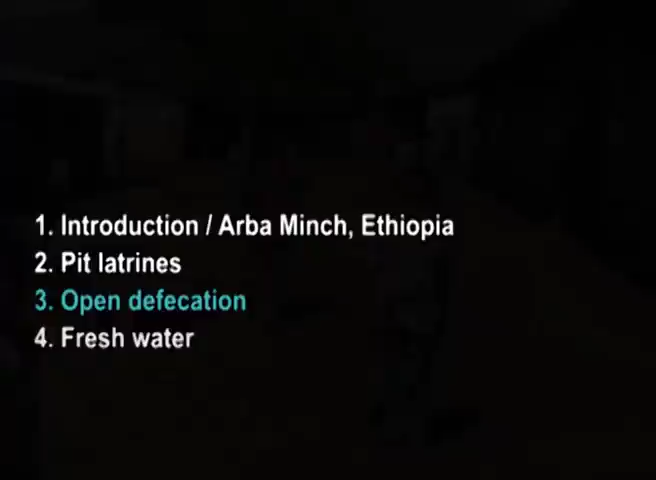 1. Introduction / Arba Minch, Ethiopia
2. Pit latrines
3. Open defecation
4. Fresh water